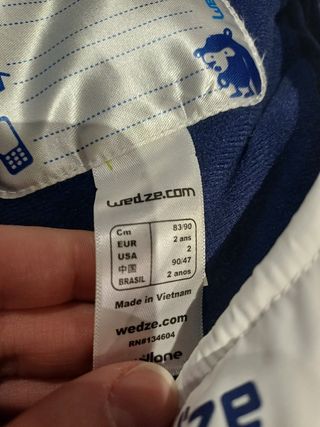 wedze.com
Cm 83/90
EUR 2 ans
USA 2
中国 90/47
BRASIL 2 anos
Made in Vietnam
wedze.com
RN#134604